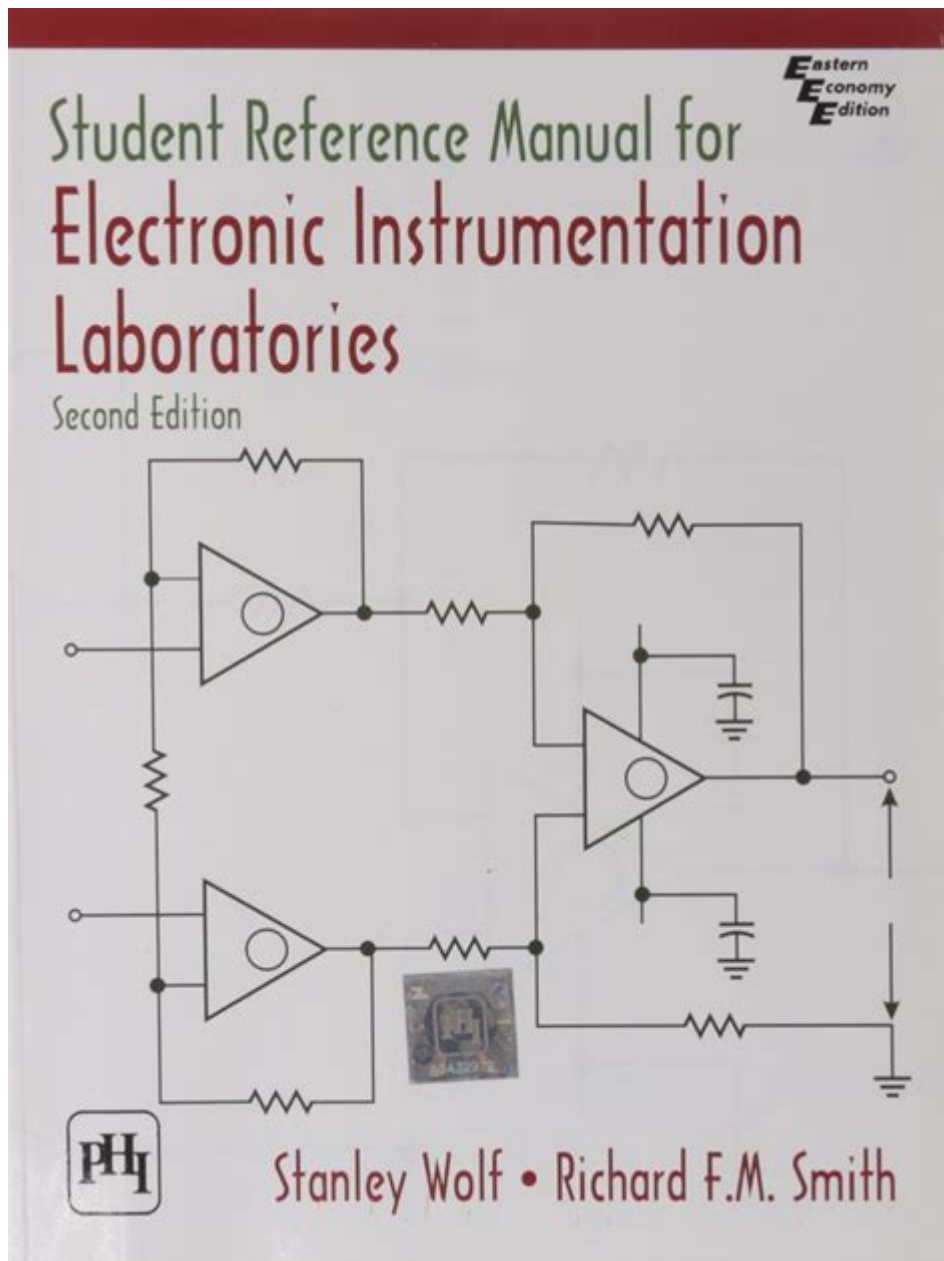 Eastern
Economy
Edition
Student Reference Manual for
Electronic Instrumentation
Laboratories
Second Edition
PHI
Stanley Wolf • Richard F.M. Smith